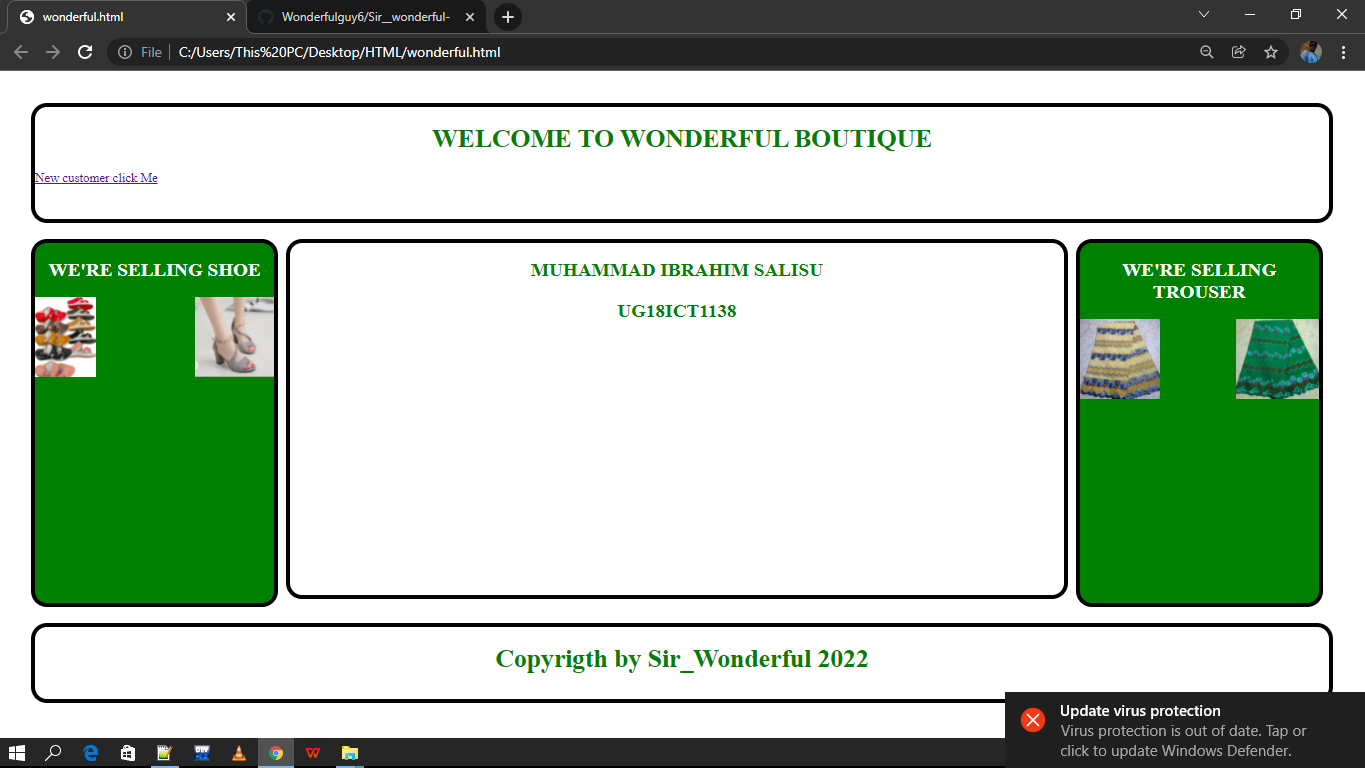 wonderful.html
Wonderfulguy6/Sir__wonderful-
File
C:/Users/This%20PC/Desktop/HTML/wonderful.html
WELCOME TO WONDERFUL BOUTIQUE
New customer click Me
WE'RE SELLING SHOE
MUHAMMAD IBRAHIM SALISU
UG18ICT1138
WE'RE SELLING
TROUSER
Copyrigth by Sir_Wonderful 2022
Update virus protection
Virus protection is out of date. Tap or
click to update Windows Defender.